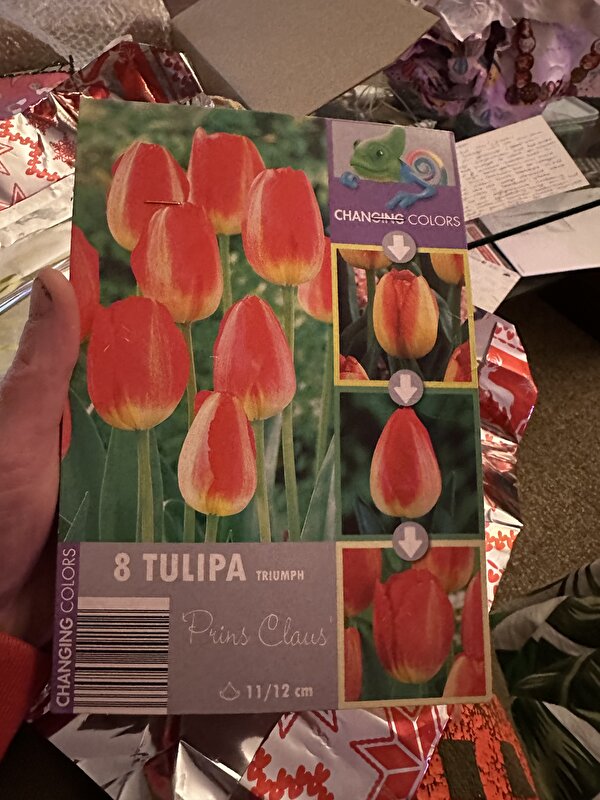 CHANGING COLORS
8 TULIPA TRIUMPH
'Prins Claus'
11/12 cm
CHANGING COLORS